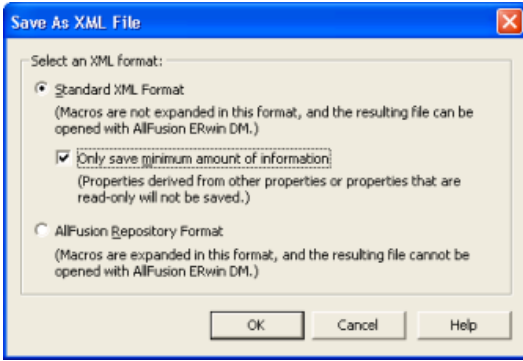 Save As XML File
Select an XML format:
Standard XML Format
(Macros are not expanded in this format, and the resulting file can be
opened with AllFusion ERwin DM.)
Only save minimum amount of information
(Properties derived from other properties or properties that are
read-only will not be saved.)
AllFusion Repository Format
(Macros are expanded in this format, and the resulting file cannot be
opened with AllFusion ERwin DM.)
OK Cancel Help